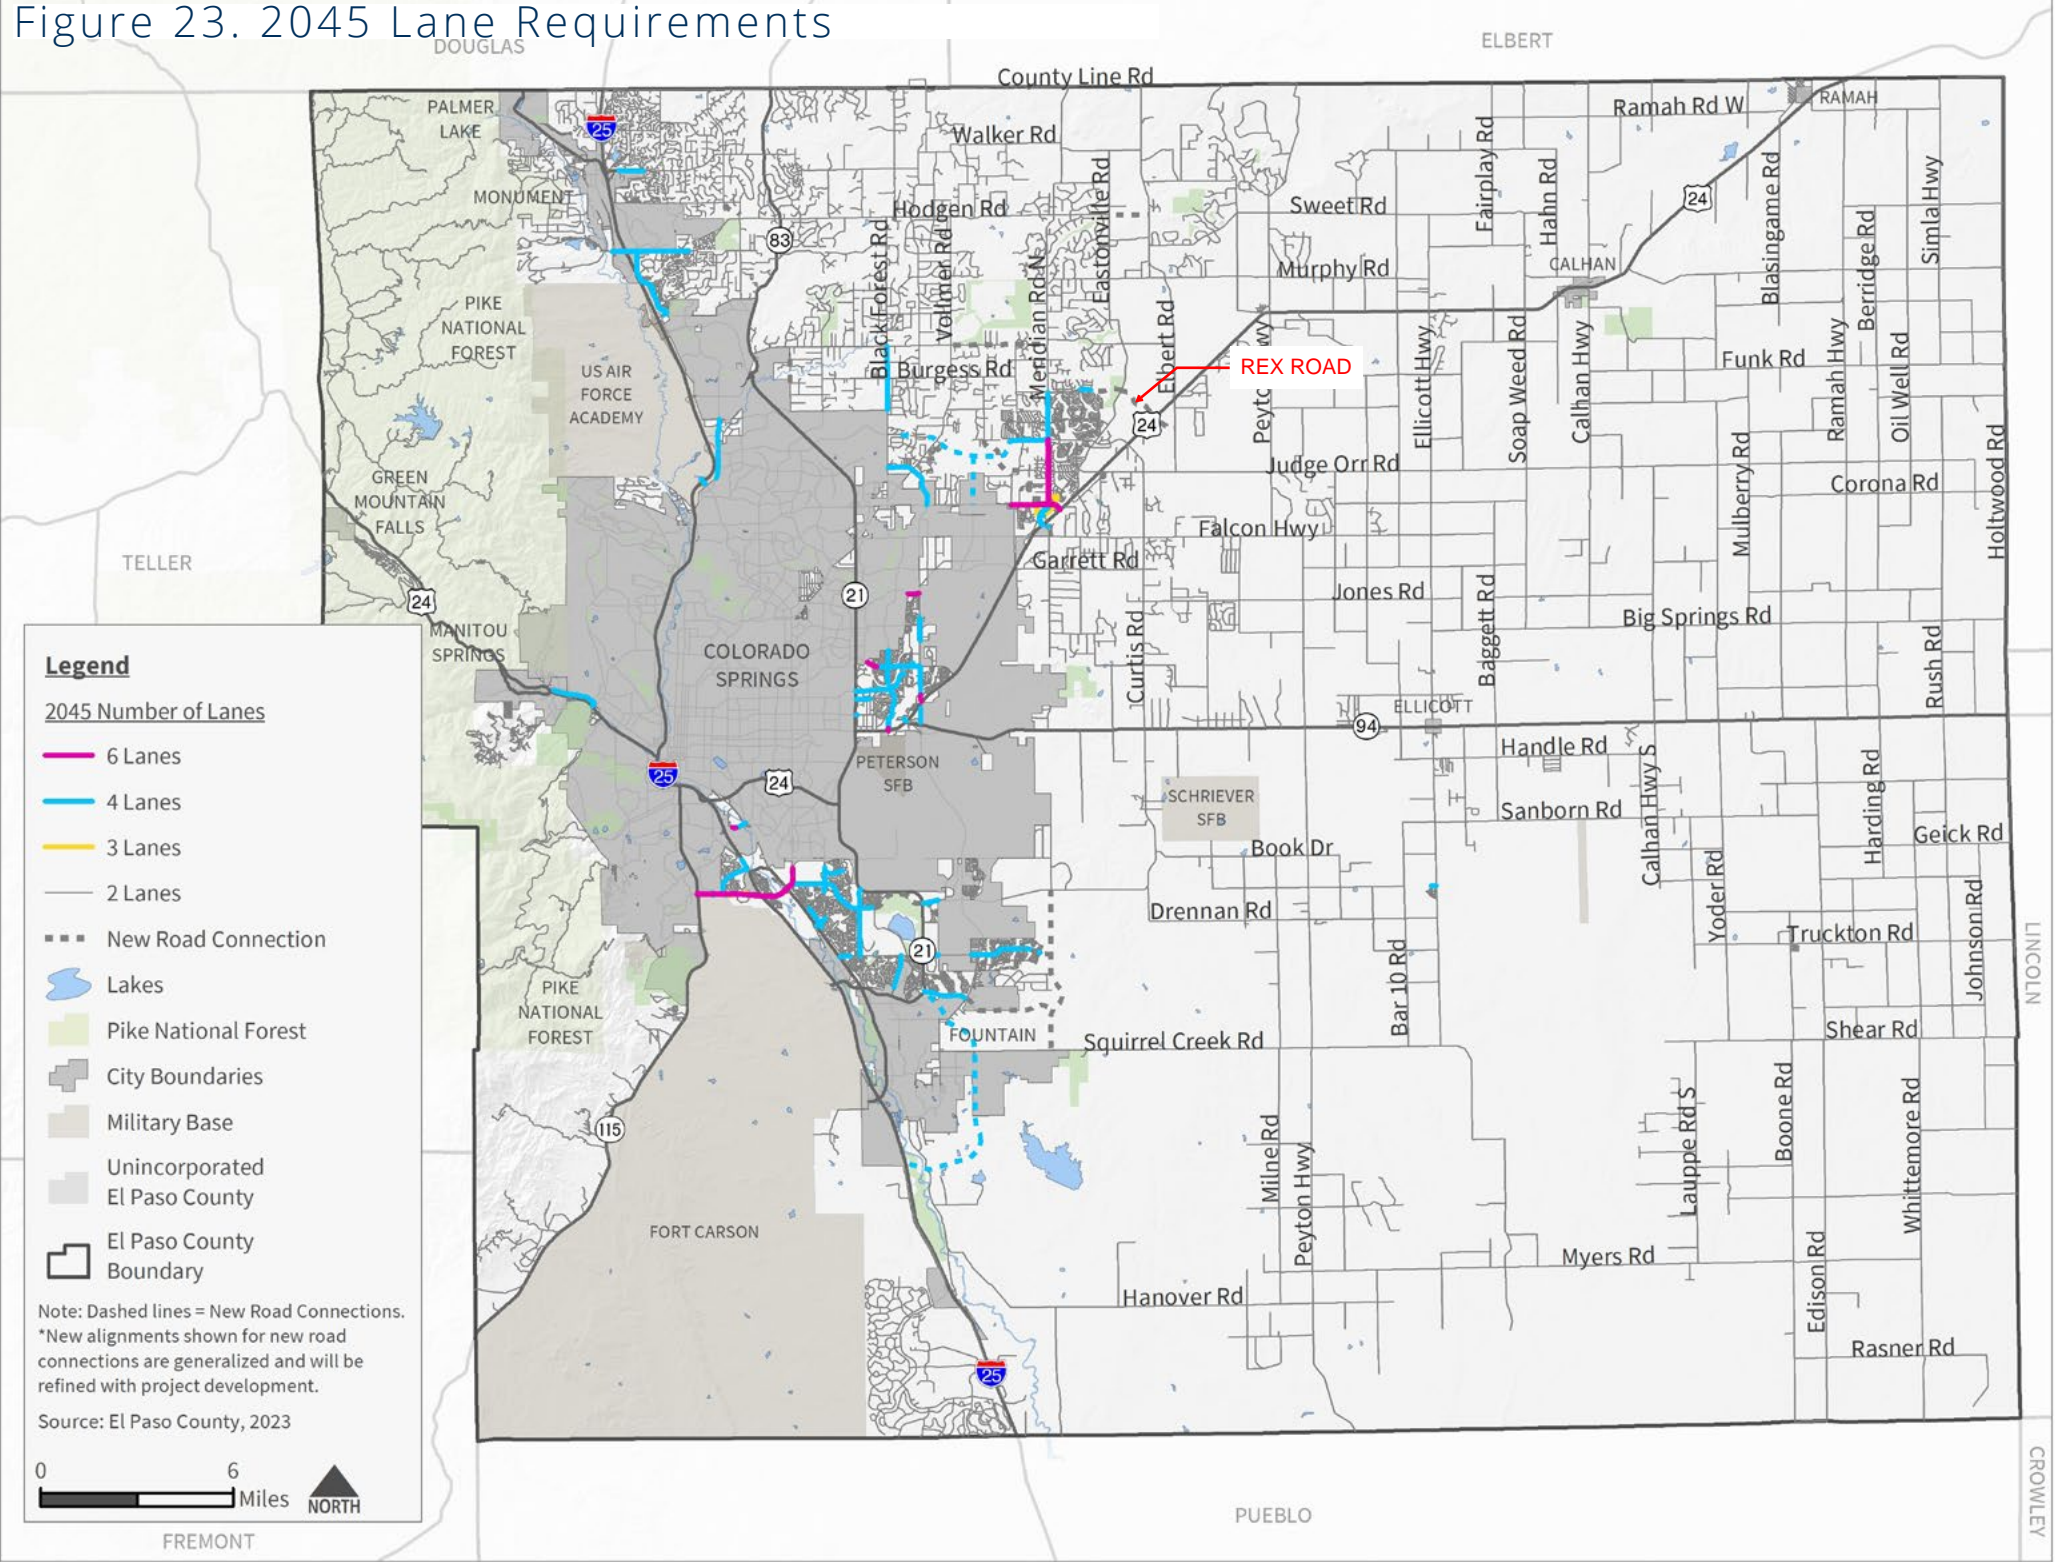 Figure 23. 2045 Lane Requirements
DOUGLAS
ELBERT
County Line Rd
PALMER
LAKE
25
Walker Rd
Ramah Rd W
RAMAH
MONUMENT
83
Hodgen Rd
Black Forest Rd
Vollmer Rd
Meridian Rd N
Eastonville Rd
Elbert Rd
Sweet Rd
Murphy Rd
Fairplay Rd
Hahn Rd
CALHAN
24
Blasingame Rd
Berridge Rd
Simla Hwy
PIKE
NATIONAL
FOREST
US AIR
FORCE
ACADEMY
Burgess Rd
REX ROAD
24
Peyton Hwy
Ellicott Hwy
Soap Weed Rd
Calhan Hwy
Funk Rd
Ramah Hwy
Oil Well Rd
Holtwood Rd
Judge Orr Rd
Mulberry Rd
Corona Rd
GREEN
MOUNTAIN
FALLS
TELLER
24
Falcon Hwy
Garrett Rd
21
Jones Rd
Baggett Rd
Big Springs Rd
Curtis Rd
Rush Rd
MANITOU
SPRINGS
COLORADO
SPRINGS
ELLICOTT
94
Handle Rd
PETERSON
SFB
25
24
SCHRIEVER
SFB
Sanborn Rd
Calhan Hwy S
Harding Rd
Geick Rd
Book Dr
Yoder Rd
Drennan Rd
Truckton Rd
Johnson Rd
LINCOLN
21
Bar 10 Rd
PIKE
NATIONAL
FOREST
FOUNTAIN
Squirrel Creek Rd
Shear Rd
115
Milne Rd
Peyton Hwy
Lauppe Rd S
Boone Rd
Whittemore Rd
FORT CARSON
Myers Rd
Edison Rd
Hanover Rd
Rasner Rd
25
PUEBLO
CROWLEY
FREMONT
Legend
2045 Number of Lanes
6 Lanes
4 Lanes
3 Lanes
2 Lanes
New Road Connection
Lakes
Pike National Forest
City Boundaries
Military Base
Unincorporated
El Paso County
El Paso County
Boundary
Note: Dashed lines = New Road Connections.
*New alignments shown for new road
connections are generalized and will be
refined with project development.
Source: El Paso County, 2023
0 6
Miles
NORTH